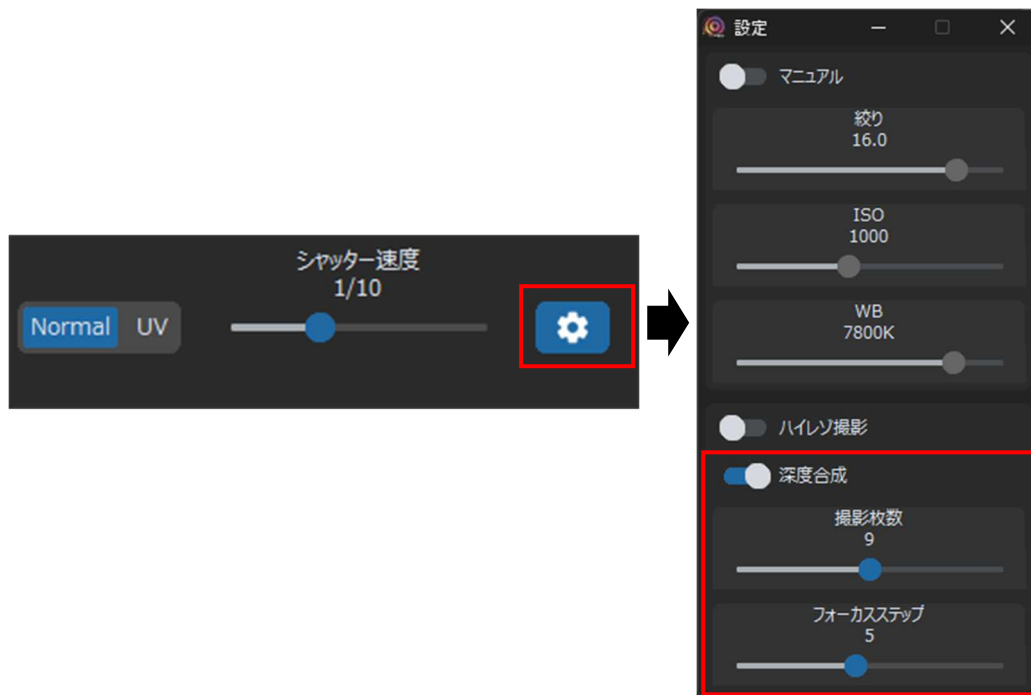 シャッター速度
1/10
Normal UV
設定
マニュアル
絞り
16.0
ISO
1000
WB
7800K
ハイレゾ撮影
深度合成
撮影枚数
9
フォーカスステップ
5